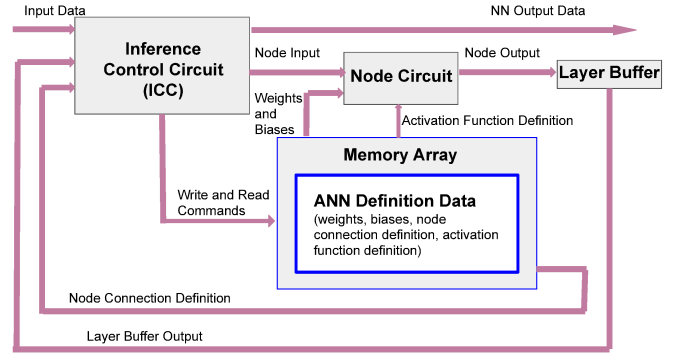 Input Data
NN Output Data
Inference
Control Circuit
(ICC)
Node Input
Node Circuit
Node Output
Layer Buffer
Weights
and
Biases
Activation Function Definition
Memory Array
Write and Read
Commands
ANN Definition Data
(weights, biases, node
connection definition, activation
function definition)
Node Connection Definition
Layer Buffer Output